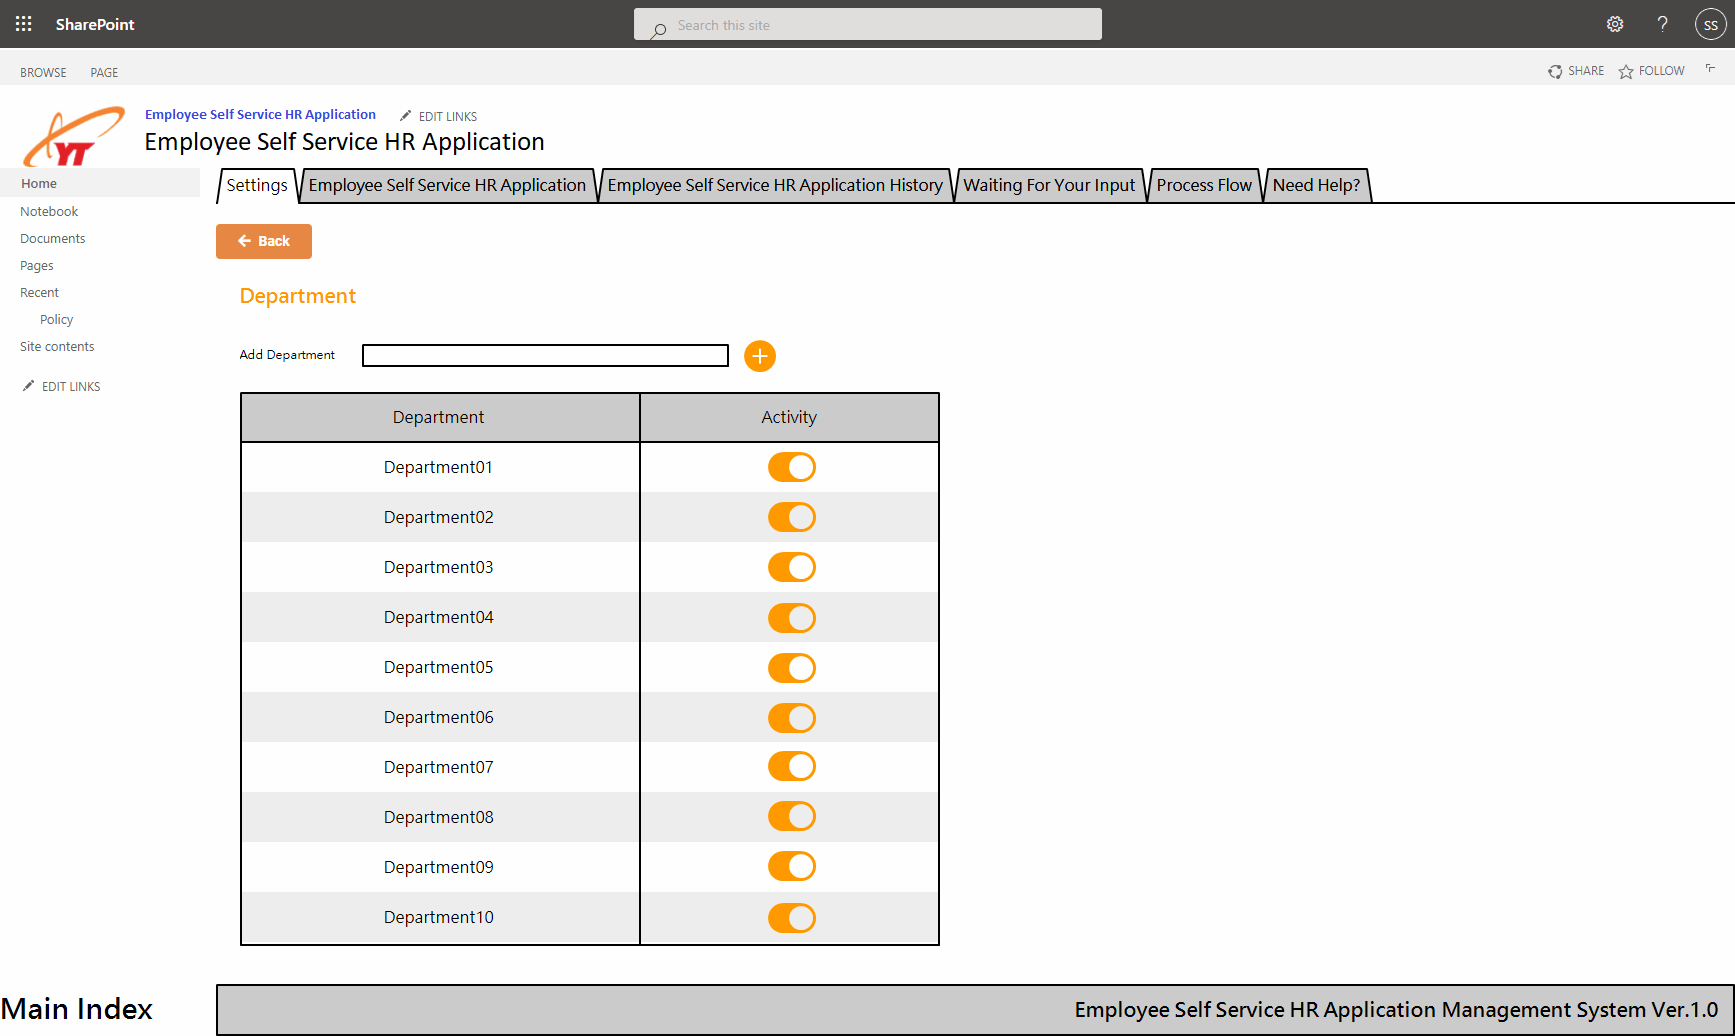 SharePoint
Search this site
?
SS
BROWSE PAGE
SHARE FOLLOW
YT
Employee Self Service HR Application EDIT LINKS
Employee Self Service HR Application
Home
Notebook
Documents
Pages
Recent
Policy
Site contents
EDIT LINKS
Settings Employee Self Service HR Application Employee Self Service HR Application History Waiting For Your Input Process Flow Need Help?
Back
Department
Add Department
Department Activity
Department01
Department02
Department03
Department04
Department05
Department06
Department07
Department08
Department09
Department10
Main Index
Employee Self Service HR Application Management System Ver.1.0